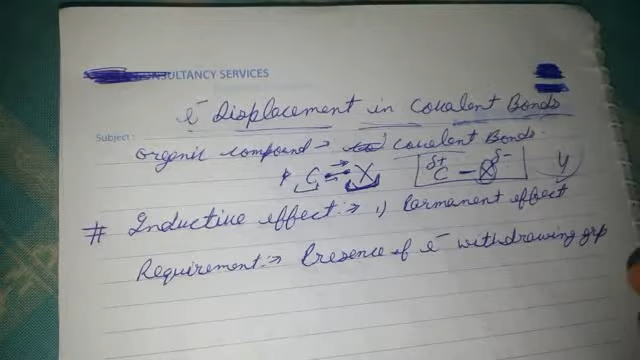 CONSULTANCY SERVICES
e⁻ Displacement in Covalent Bonds
Subject :
organic compound → Covalent Bonds
C X δ+ C - X δ- y
# Inductive effect :→ 1) Permanent effect
Requirement :→ Presence of e⁻ withdrawing grp